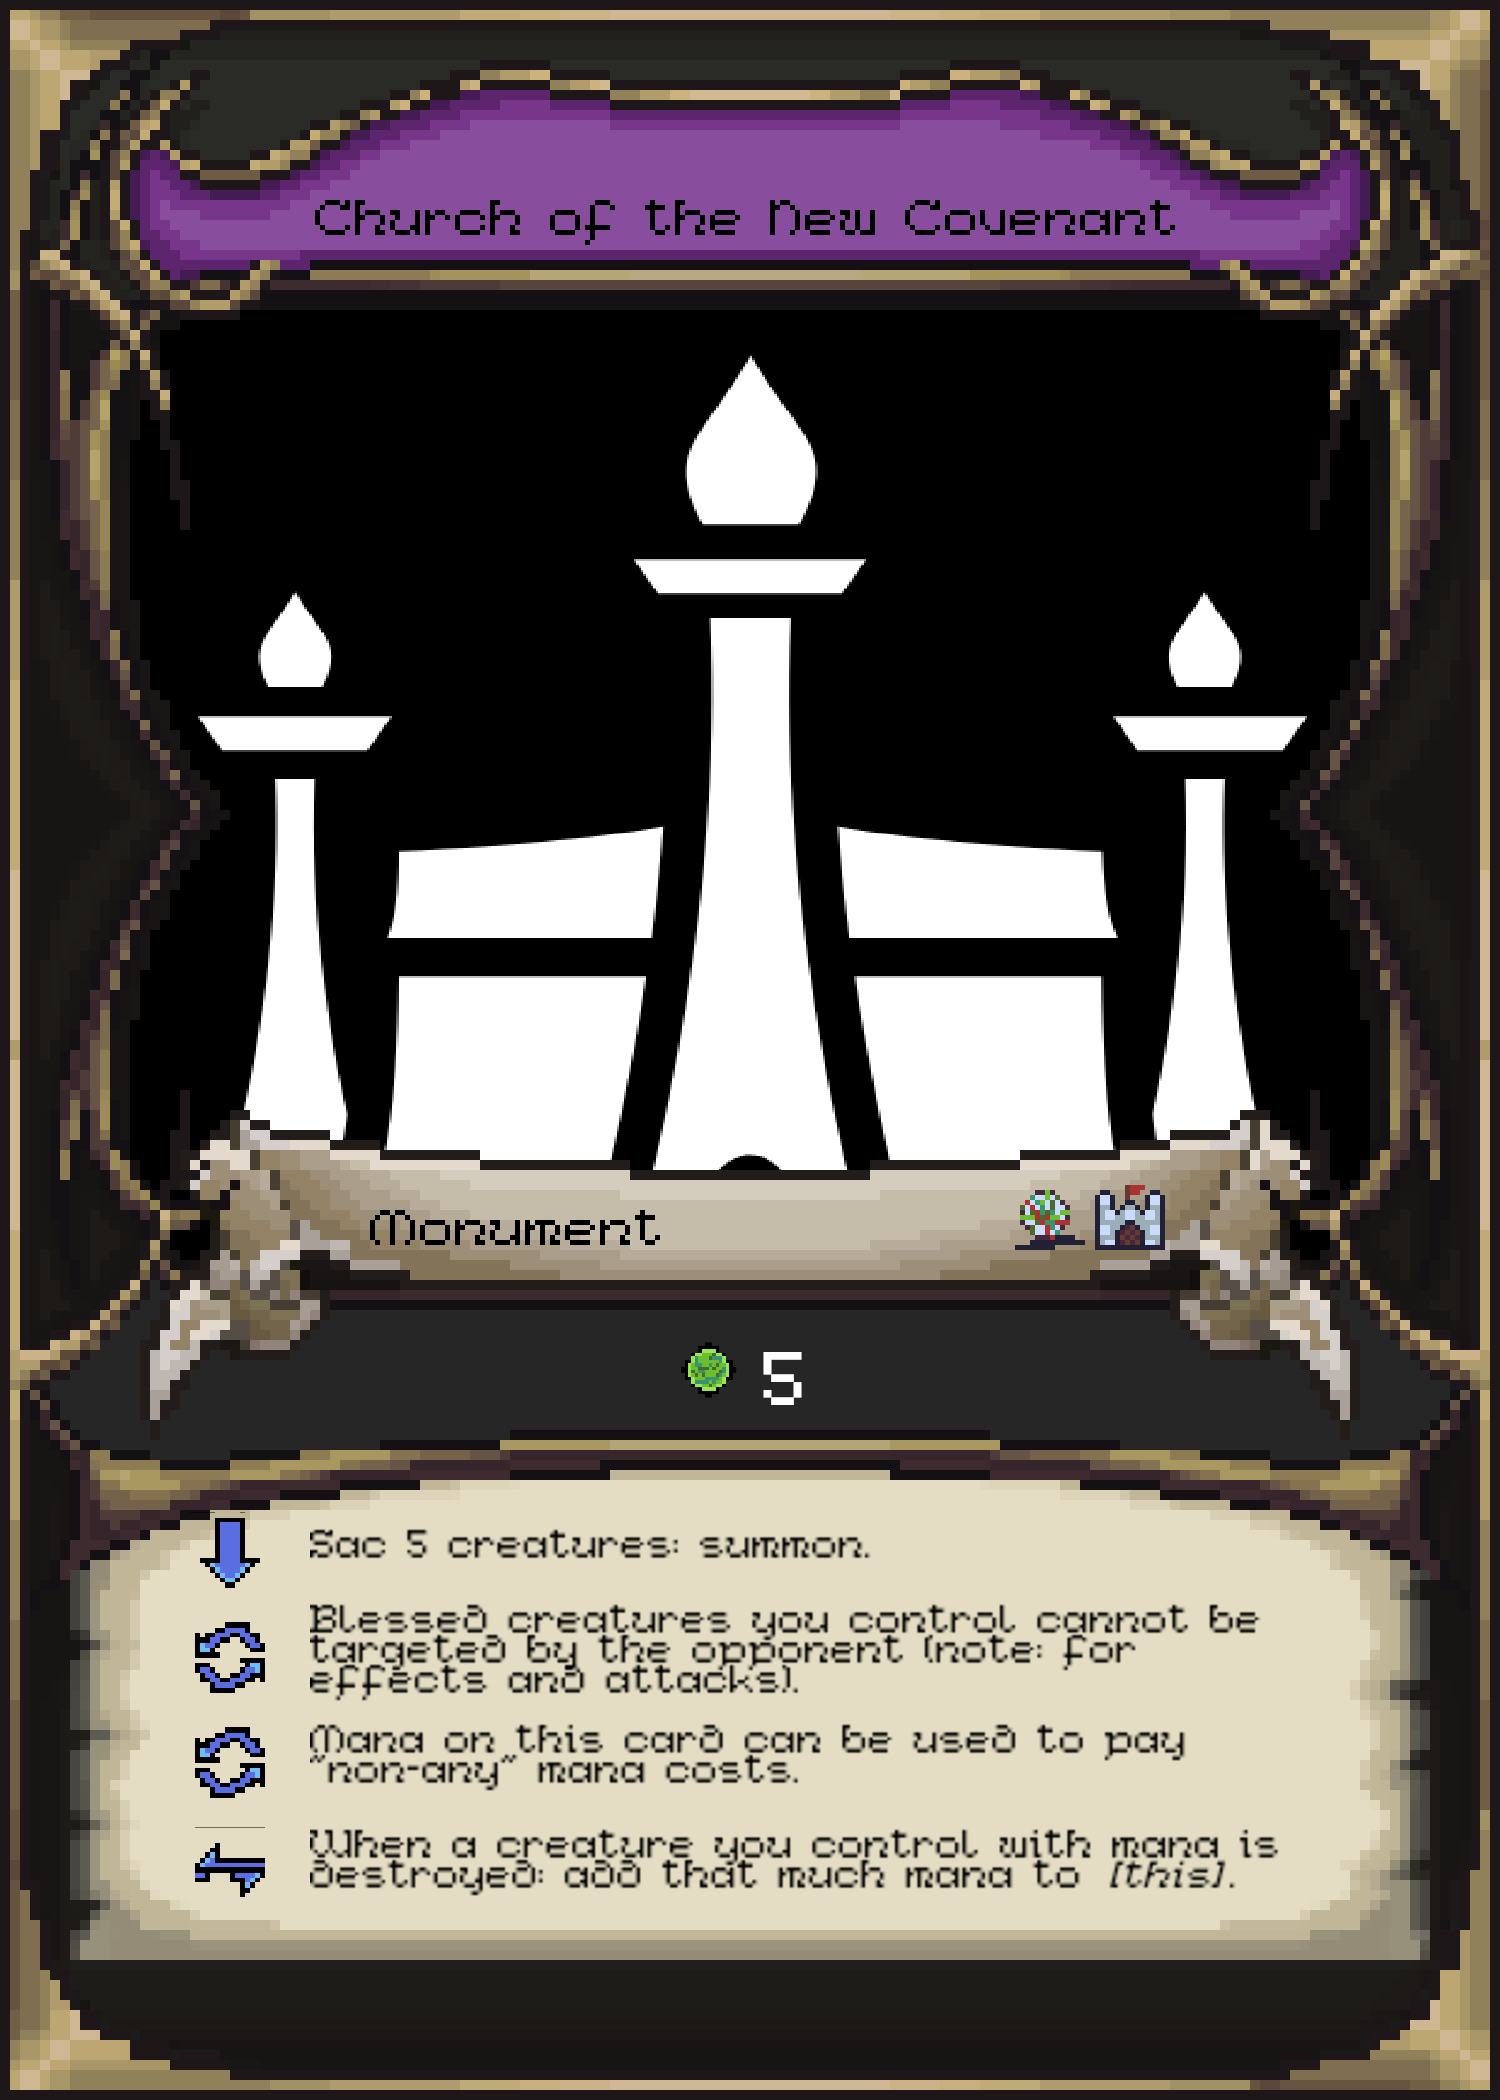 Church of the New Covenant
Monument
5
Sac 5 creatures: summon.
Blessed creatures you control cannot be
targeted by the opponent (note: for
effects and attacks).
Mana on this card can be used to pay
"non-any" mana costs.
When a creature you control with mana is
destroyed: add that much mana to [this].